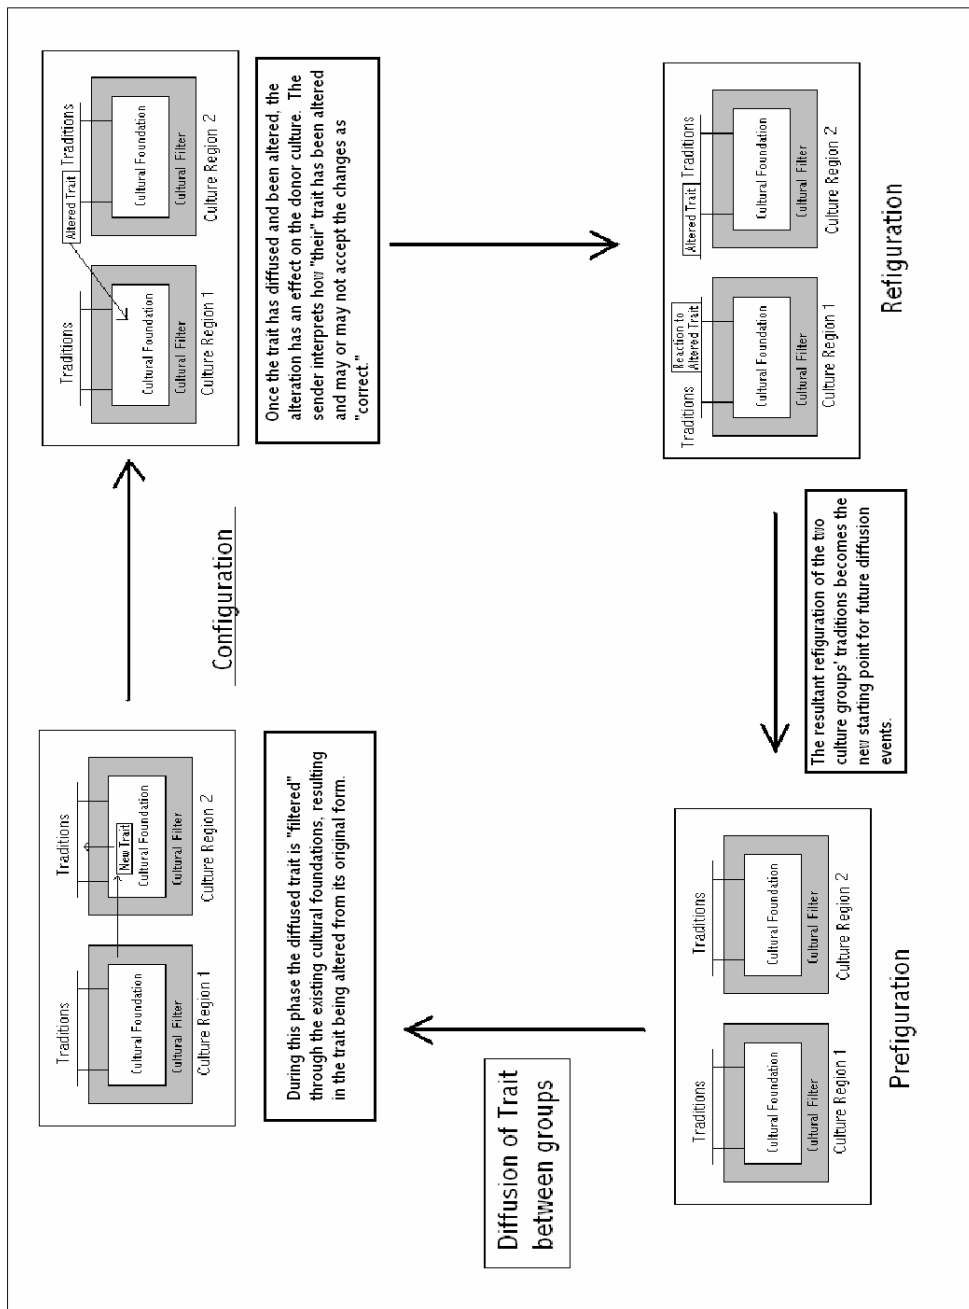 Traditions
Traditions
Cultural Foundation
New Trait
Cultural Foundation
Cultural Filter
Cultural Filter
Culture Region 1
Culture Region 2
During this phase the diffused trait is "filtered"
through the existing cultural foundations, resulting
in the trait being altered from its original form.
Configuration
Traditions
Altered Trait
Traditions
Cultural Foundation
Cultural Foundation
Cultural Filter
Cultural Filter
Culture Region 1
Culture Region 2
Once the trait has diffused and been altered, the
alteration has an effect on the donor culture. The
sender interprets how "their" trait has been altered
and may or may not accept the changes as
"correct."
Diffusion of Trait
between groups
Traditions
Traditions
Cultural Foundation
Cultural Foundation
Cultural Filter
Cultural Filter
Culture Region 1
Culture Region 2
Prefiguration
The resultant refiguration of the two
culture groups' traditions becomes the
new starting point for future diffusion
events.
Traditions
Reaction to
Altered Trait
Altered Trait
Traditions
Cultural Foundation
Cultural Foundation
Cultural Filter
Cultural Filter
Culture Region 1
Culture Region 2
Refiguration